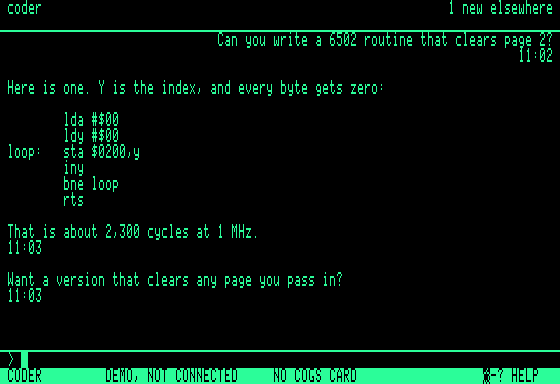 coder 1 new elsewhere
Can you write a 6502 routine that clears page 2?
11:02
Here is one. Y is the index, and every byte gets zero:
lda #$00
ldy #$00
loop: sta $0200,y
iny
bne loop
rts
That is about 2,300 cycles at 1 MHz.
11:03
Want a version that clears any page you pass in?
11:03
>
CODER DEMO, NOT CONNECTED NO COGS CARD -? HELP